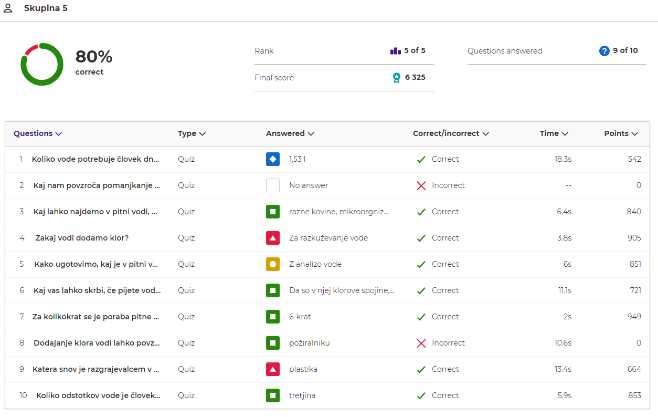 Skupina 5
80%
correct
Rank
5 of 5
Final score
6 325
Questions answered
9 of 10
Questions Type Answered Correct/incorrect Time Points
1 Koliko vode potrebuje človek dn... Quiz 1,53 l Correct 18.3s 542
2 Kaj nam povzroča pomanjkanje ... Quiz No answer Incorrect -- 0
3 Kaj lahko najdemo v pitni vodi, ... Quiz razne kovine, mikroorgniz... Correct 6.4s 840
4 Zakaj vodi dodamo klor? Quiz Za razkuževanje vode Correct 3.8s 905
5 Kako ugotovimo, kaj je v pitni v... Quiz Z analizo vode Correct 6s 851
6 Kaj vas lahko skrbi, če pijete vod... Quiz Da so v njej klorove spojine,... Correct 11.1s 721
7 Za kolikokrat se je poraba pitne ... Quiz 6-krat Correct 2s 949
8 Dodajanje klora vodi lahko povz... Quiz požiralniku Incorrect 10.6s 0
9 Katera snov je razgrajevalcem v ... Quiz plastika Correct 13.4s 664
10 Koliko odstotkov vode je človek... Quiz tretjina Correct 5.9s 853